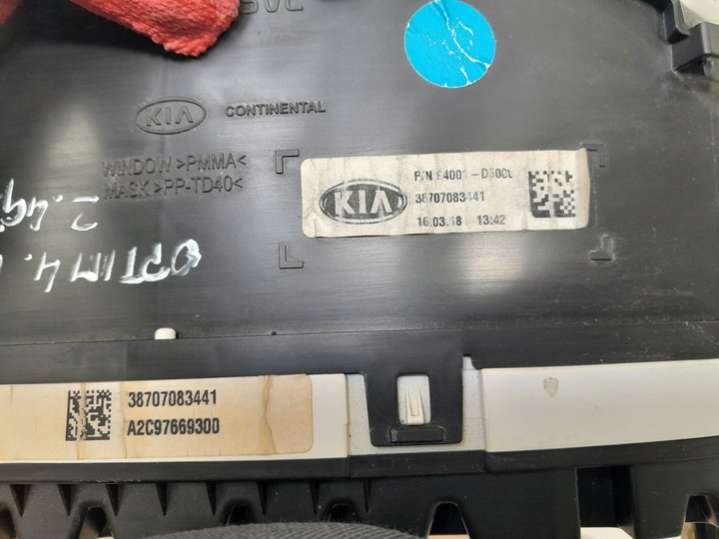 KIA CONTINENTAL
WINDOW >PMMA<
MASK >PP-TD40<
KIA
P/N
38707083441
16.03.18 13:42
38707083441
A2C97669300